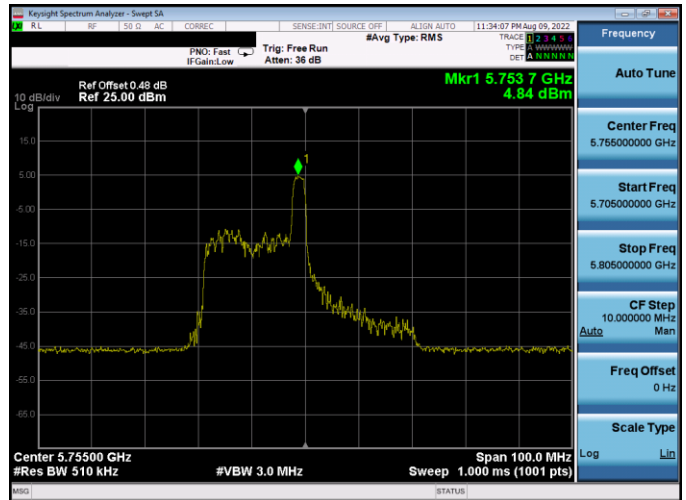 Keysight Spectrum Analyzer - Swept SA
RL RF 50 Ω AC CORREC SENSE:INT SOURCE OFF ALIGN AUTO 11:34:07 PM Aug 09, 2022
#Avg Type: RMS
TRACE 1 2 3 4 5 6
TYPE A WWWWW
DET A N N N N N
PNO: Fast
IFGain:Low
Trig: Free Run
Atten: 36 dB
Frequency
Mkr1 5.753 7 GHz
4.84 dBm
Ref Offset 0.48 dB
Ref 25.00 dBm
10 dB/div
Log
15.0
5.00
-5.00
-15.0
-25.0
-35.0
-45.0
-55.0
-65.0
1
Center 5.75500 GHz
Span 100.0 MHz
#Res BW 510 kHz
#VBW 3.0 MHz
Sweep 1.000 ms (1001 pts)
Auto Tune
Center Freq
5.755000000 GHz
Start Freq
5.705000000 GHz
Stop Freq
5.805000000 GHz
CF Step
10.000000 MHz
Auto Man
Freq Offset
0 Hz
Scale Type
Log Lin
MSG
STATUS